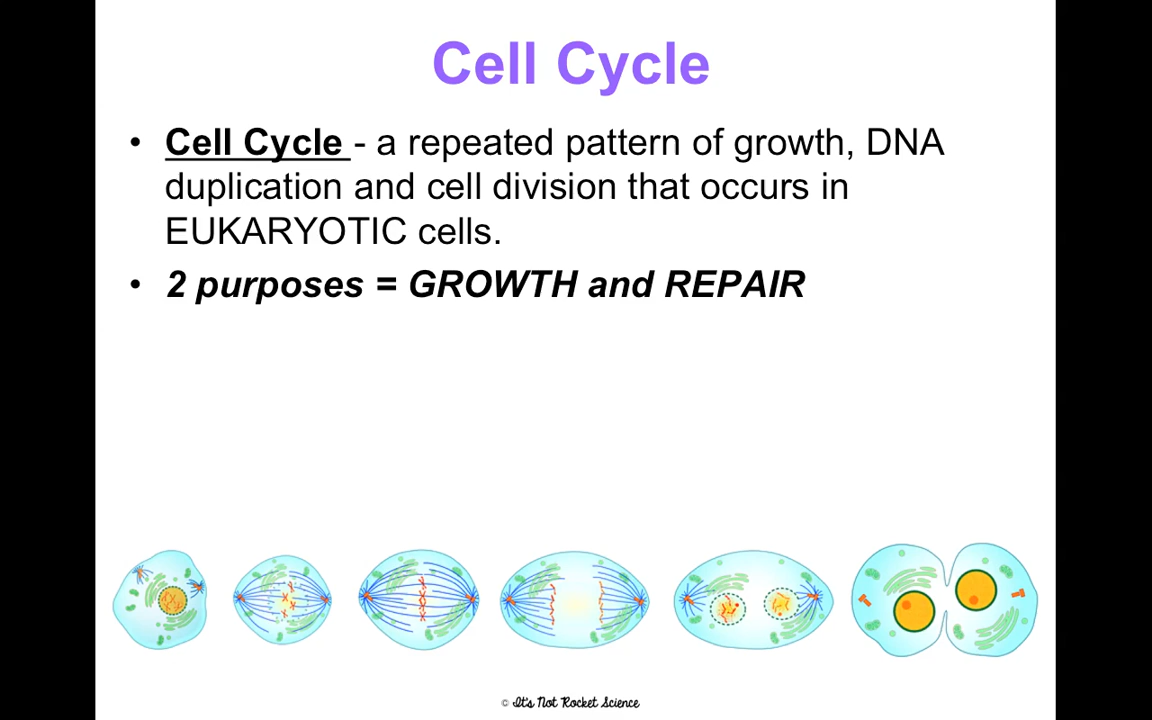 Cell Cycle
• Cell Cycle - a repeated pattern of growth, DNA
duplication and cell division that occurs in
EUKARYOTIC cells.
• 2 purposes = GROWTH and REPAIR
© It's Not Rocket Science